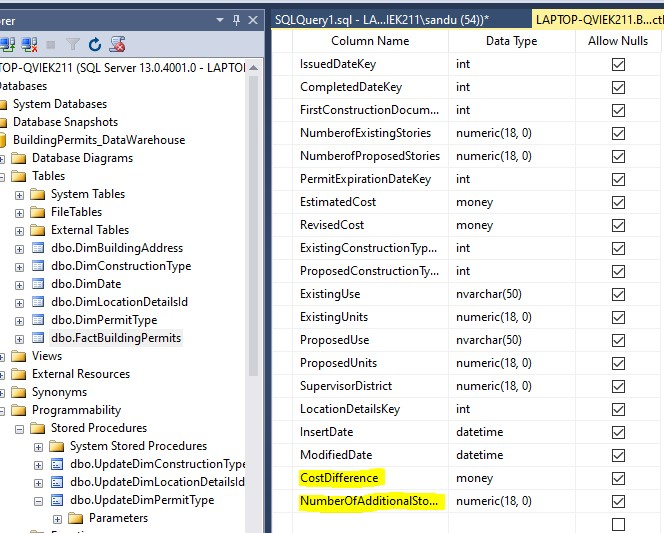 orer
TOP-QVIEK211 (SQL Server 13.0.4001.0 - LAPTO
Databases
System Databases
Database Snapshots
BuildingPermits_DataWarehouse
Database Diagrams
Tables
System Tables
FileTables
External Tables
dbo.DimBuildingAddress
dbo.DimConstructionType
dbo.DimDate
dbo.DimLocationDetailsId
dbo.DimPermitType
dbo.FactBuildingPermits
Views
External Resources
Synonyms
Programmability
Stored Procedures
System Stored Procedures
dbo.UpdateDimConstructionType
dbo.UpdateDimLocationDetailsId
dbo.UpdateDimPermitType
Parameters
SQLQuery1.sql - LA...IEK211\sandu (54))*
LAPTOP-QVIEK211.B...ctl
Column Name Data Type Allow Nulls
IssuedDateKey int
CompletedDateKey int
FirstConstructionDocum... int
NumberofExistingStories numeric(18, 0)
NumberofProposedStories numeric(18, 0)
PermitExpirationDateKey int
EstimatedCost money
RevisedCost money
ExistingConstructionTyp... int
ProposedConstructionTy... int
ExistingUse nvarchar(50)
ExistingUnits numeric(18, 0)
ProposedUse nvarchar(50)
ProposedUnits numeric(18, 0)
SupervisorDistrict numeric(18, 0)
LocationDetailsKey int
InsertDate datetime
ModifiedDate datetime
CostDifference money
NumberOfAdditionalSto... numeric(18, 0)